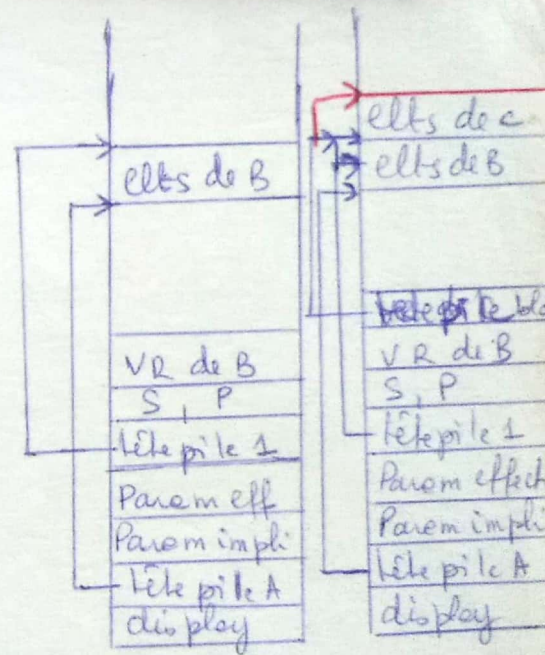 elts de B
VR de B
S, P
tête pile 1
Param eff
Param impli
tête pile A
display
elts de c
elts de B
VR de B
S, P
tête pile 1
Param effect
Param impli
tête pile A
display